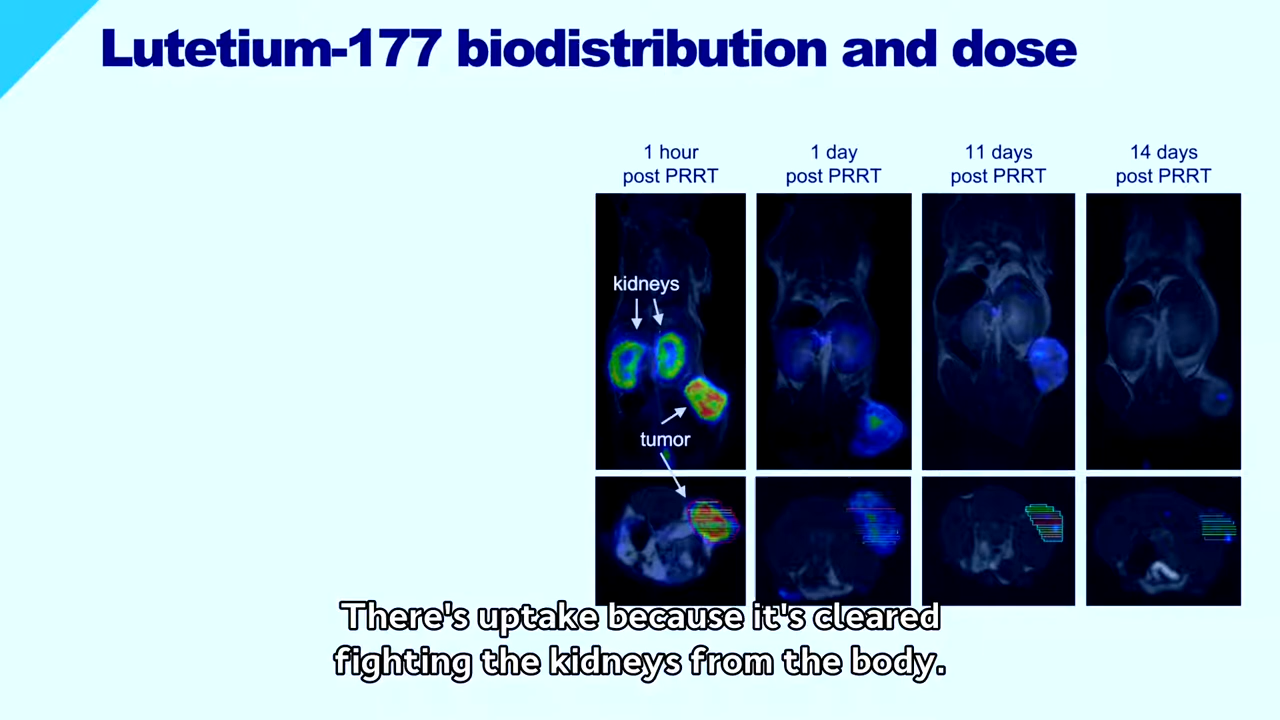 Lutetium-177 biodistribution and dose
1 hour
post PRRT
1 day
post PRRT
11 days
post PRRT
14 days
post PRRT
kidneys
tumor
There's uptake because it's cleared
fighting the kidneys from the body.